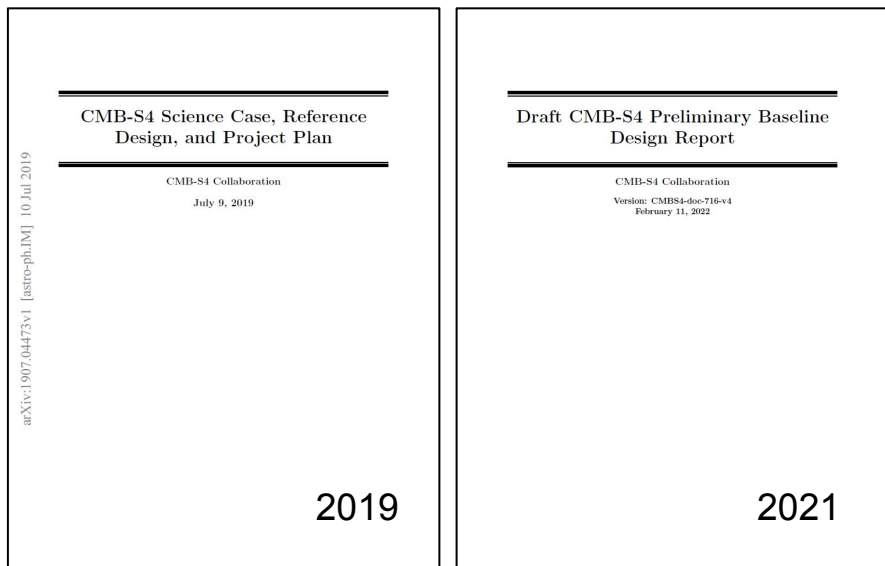 arXiv:1907.04473v1 [astro-ph.IM] 10 Jul 2019
CMB-S4 Science Case, Reference
Design, and Project Plan
CMB-S4 Collaboration
July 9, 2019
2019
Draft CMB-S4 Preliminary Baseline
Design Report
CMB-S4 Collaboration
Version: CMBS4-doc-716-v4
February 11, 2022
2021